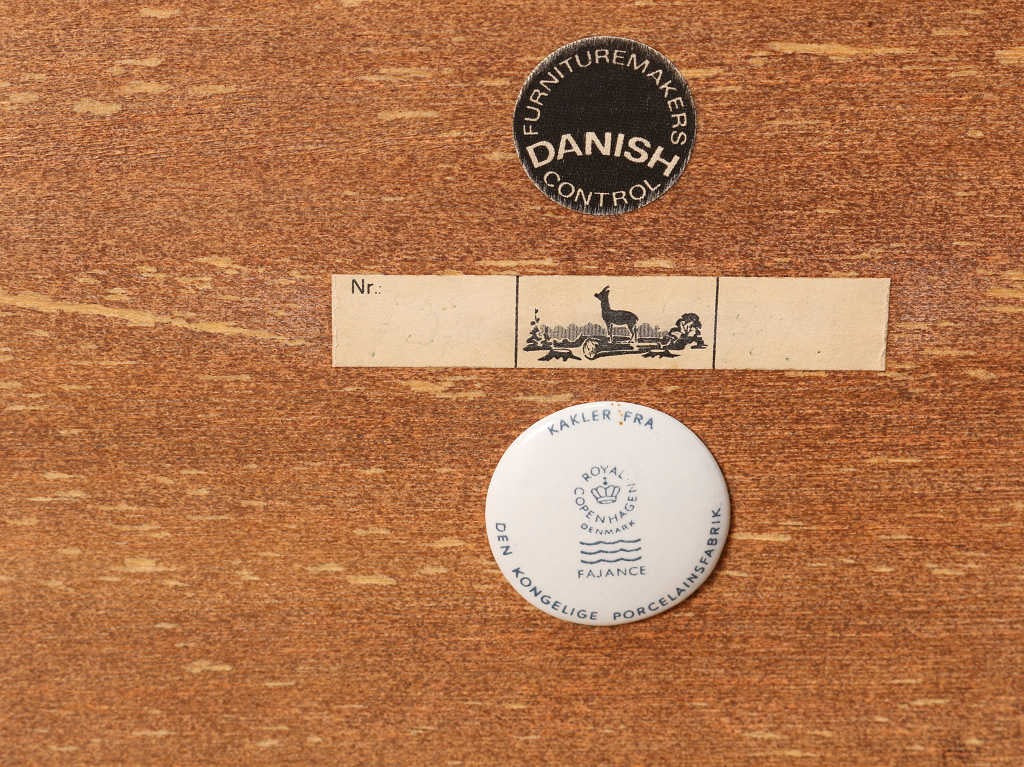 FURNITUREMAKERS
DANISH
CONTROL
Nr.:
KAKLER FRA
ROYAL
COPENHAGEN
DENMARK
FAJANCE
DEN KONGELIGE PORCELAINSFABRIK